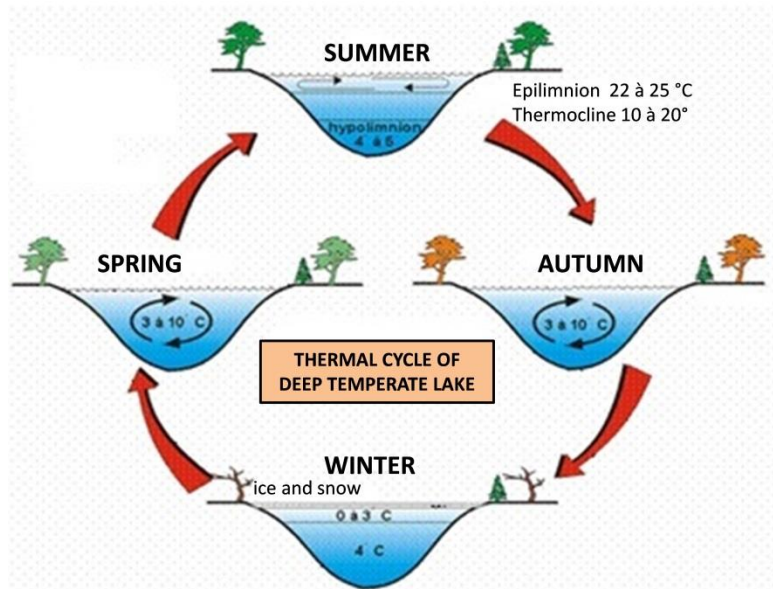 SUMMER
Epilimnion 22 à 25 °C
Thermocline 10 à 20°
hypolimnion
4 à 5
SPRING
3 à 10° C
AUTUMN
3 à 10° C
THERMAL CYCLE OF
DEEP TEMPERATE LAKE
WINTER
ice and snow
0 à 3° C
4° C